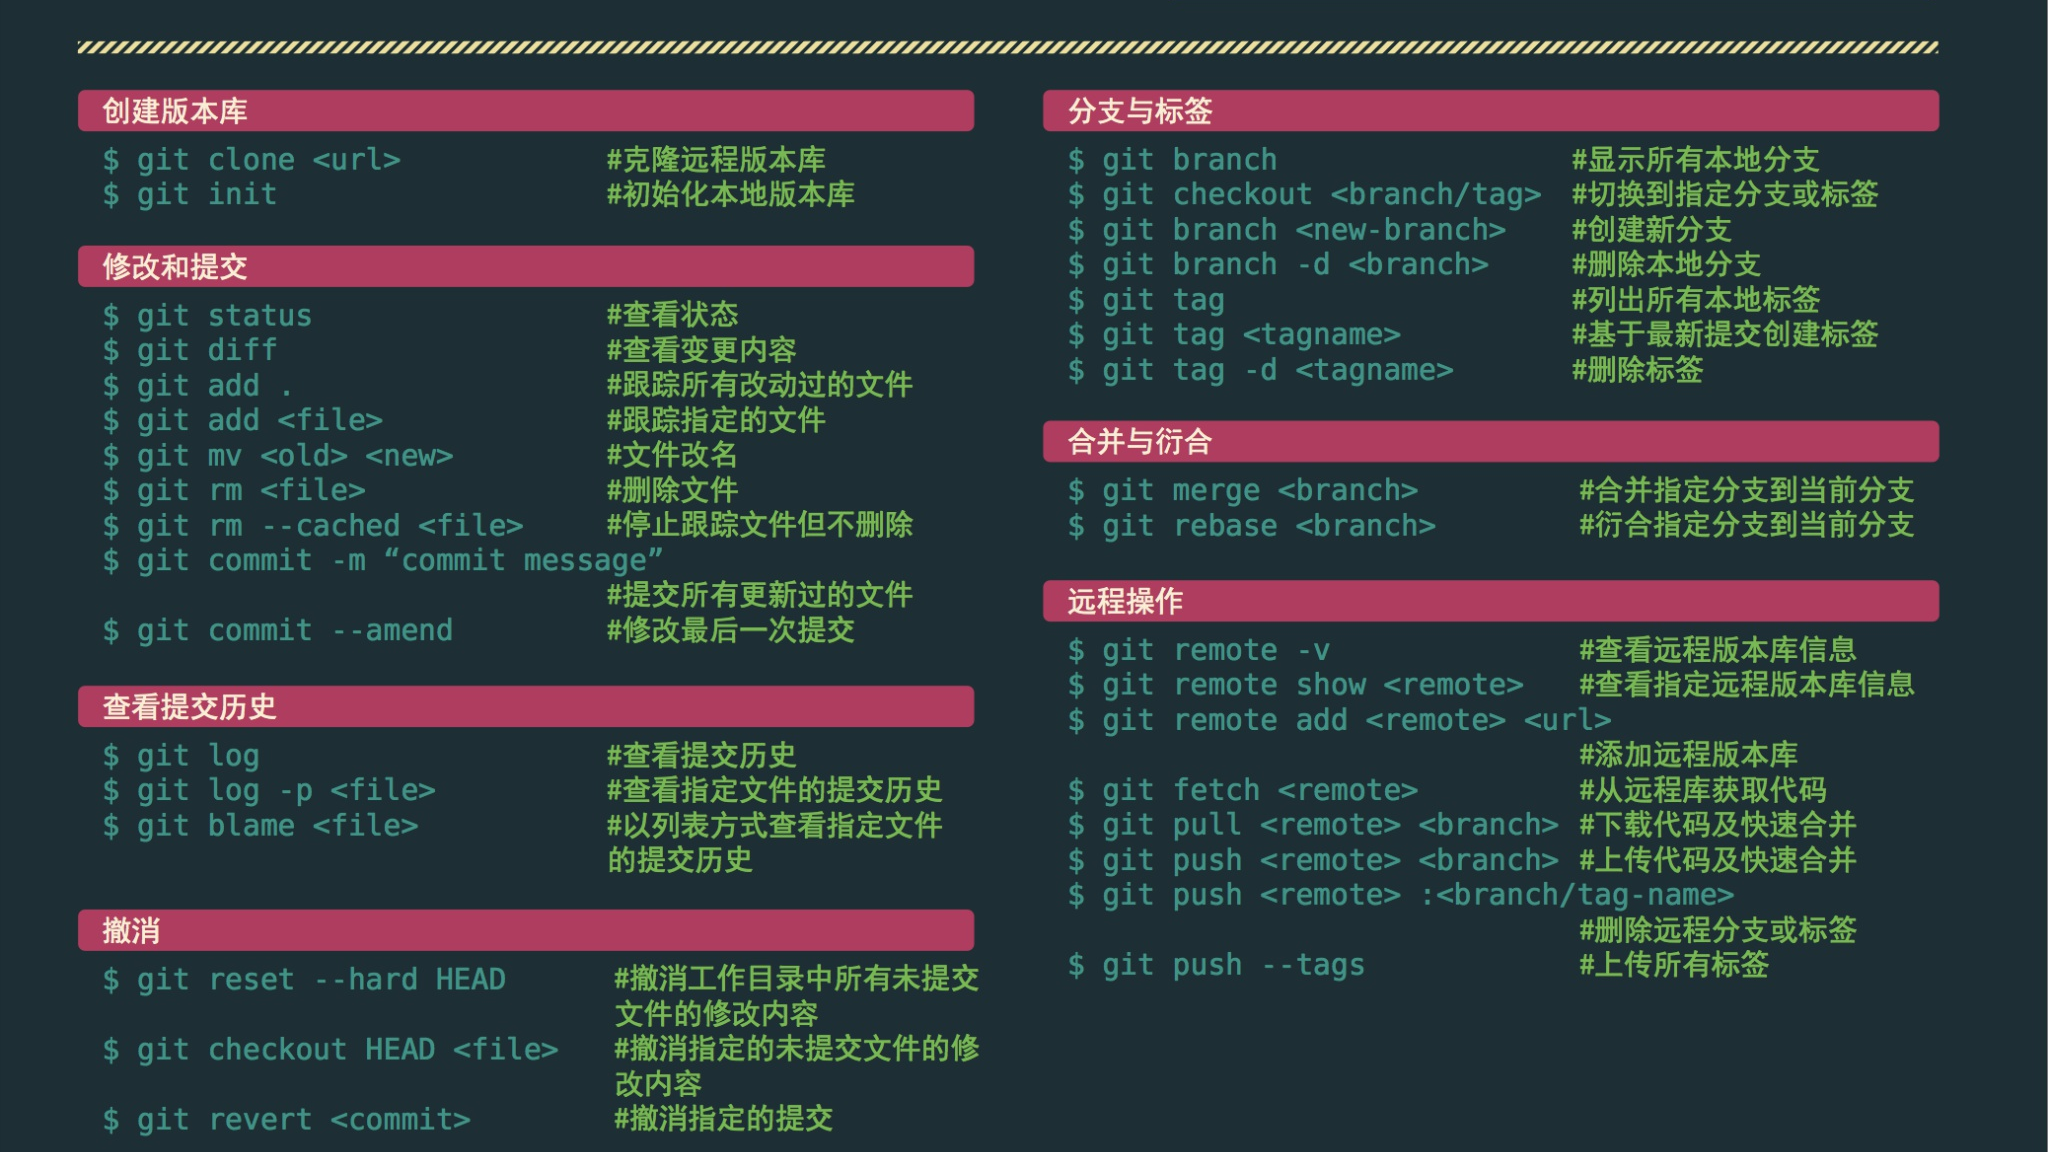 创建版本库
$ git clone <url> #克隆远程版本库
$ git init #初始化本地版本库
修改和提交
$ git status #查看状态
$ git diff #查看变更内容
$ git add . #跟踪所有改动过的文件
$ git add <file> #跟踪指定的文件
$ git mv <old> <new> #文件改名
$ git rm <file> #删除文件
$ git rm --cached <file> #停止跟踪文件但不删除
$ git commit -m “commit message”
#提交所有更新过的文件
$ git commit --amend #修改最后一次提交
查看提交历史
$ git log #查看提交历史
$ git log -p <file> #查看指定文件的提交历史
$ git blame <file> #以列表方式查看指定文件
的提交历史
撤消
$ git reset --hard HEAD #撤消工作目录中所有未提交
文件的修改内容
$ git checkout HEAD <file> #撤消指定的未提交文件的修
改内容
$ git revert <commit> #撤消指定的提交
分支与标签
$ git branch #显示所有本地分支
$ git checkout <branch/tag> #切换到指定分支或标签
$ git branch <new-branch> #创建新分支
$ git branch -d <branch> #删除本地分支
$ git tag #列出所有本地标签
$ git tag <tagname> #基于最新提交创建标签
$ git tag -d <tagname> #删除标签
合并与衍合
$ git merge <branch> #合并指定分支到当前分支
$ git rebase <branch> #衍合指定分支到当前分支
远程操作
$ git remote -v #查看远程版本库信息
$ git remote show <remote> #查看指定远程版本库信息
$ git remote add <remote> <url>
#添加远程版本库
$ git fetch <remote> #从远程库获取代码
$ git pull <remote> <branch> #下载代码及快速合并
$ git push <remote> <branch> #上传代码及快速合并
$ git push <remote> :<branch/tag-name>
#删除远程分支或标签
$ git push --tags #上传所有标签